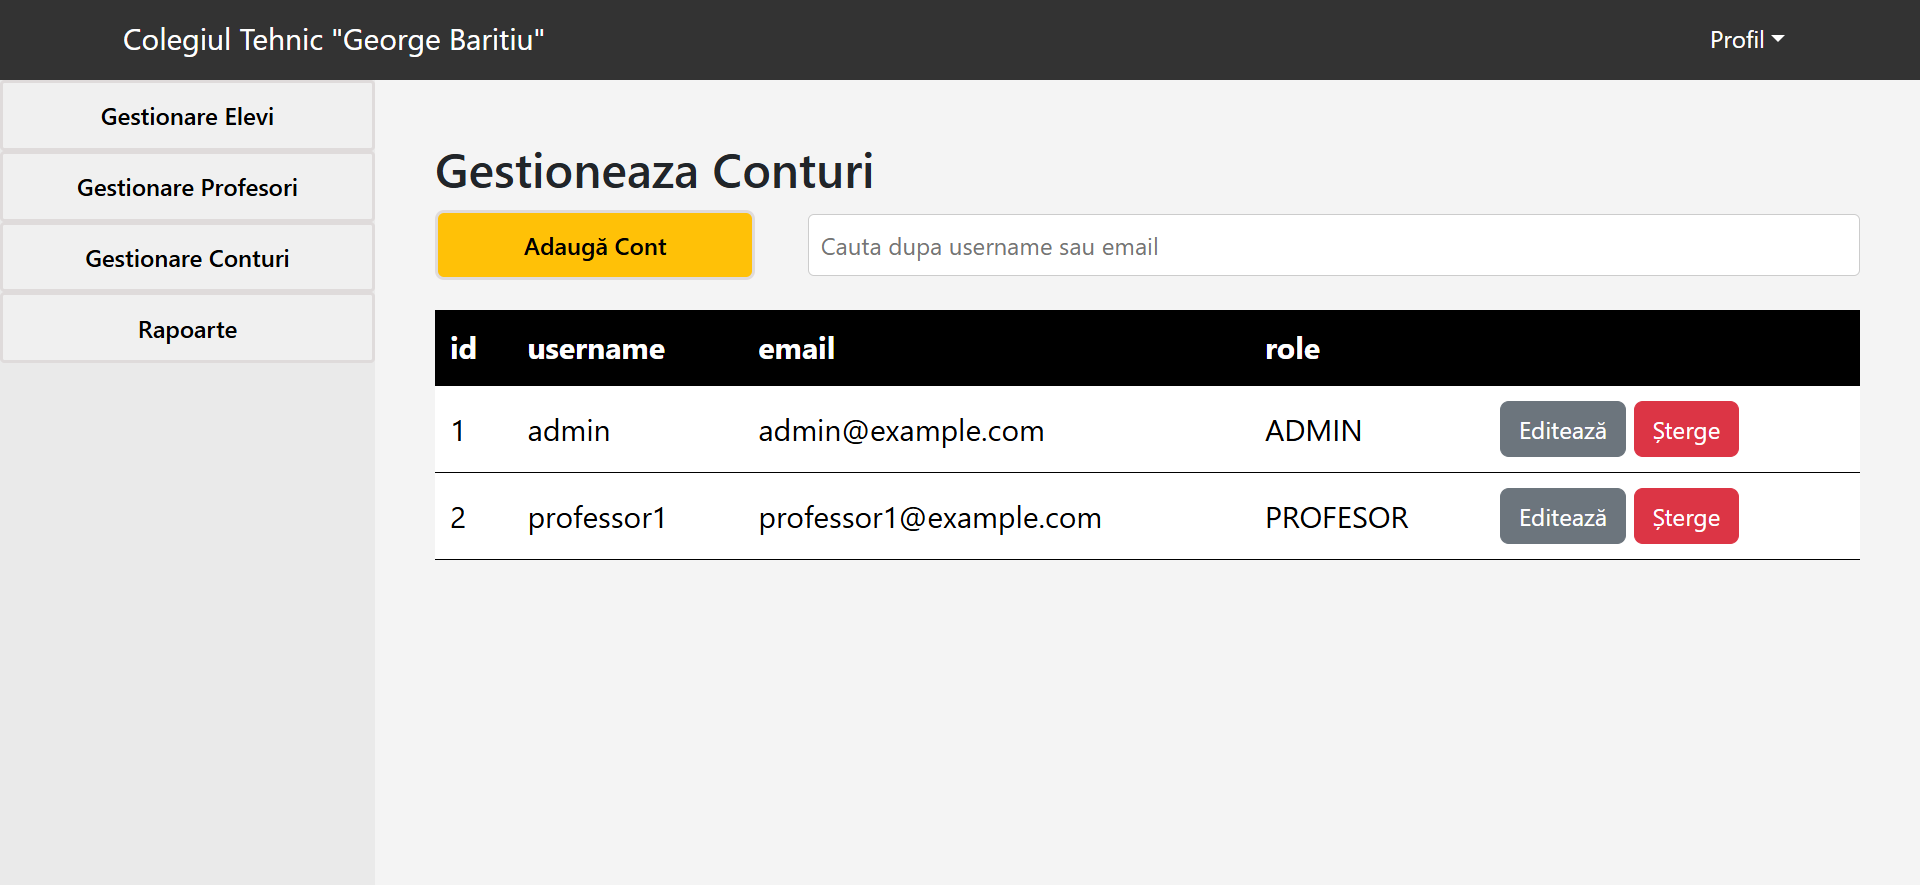 Colegiul Tehnic "George Baritiu"
Profil
Gestionare Elevi
Gestionare Profesori
Gestionare Conturi
Rapoarte
Gestioneaza Conturi
Adaugă Cont
Cauta dupa username sau email
id username email role
1 admin admin@example.com ADMIN Editează Șterge
2 professor1 professor1@example.com PROFESOR Editează Șterge